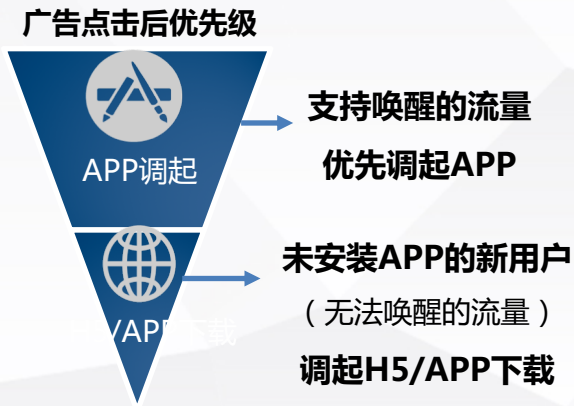 广告点击后优先级
APP调起
支持唤醒的流量
优先调起APP
未安装APP的新用户
（无法唤醒的流量）
H5/APP下载
调起H5/APP下载